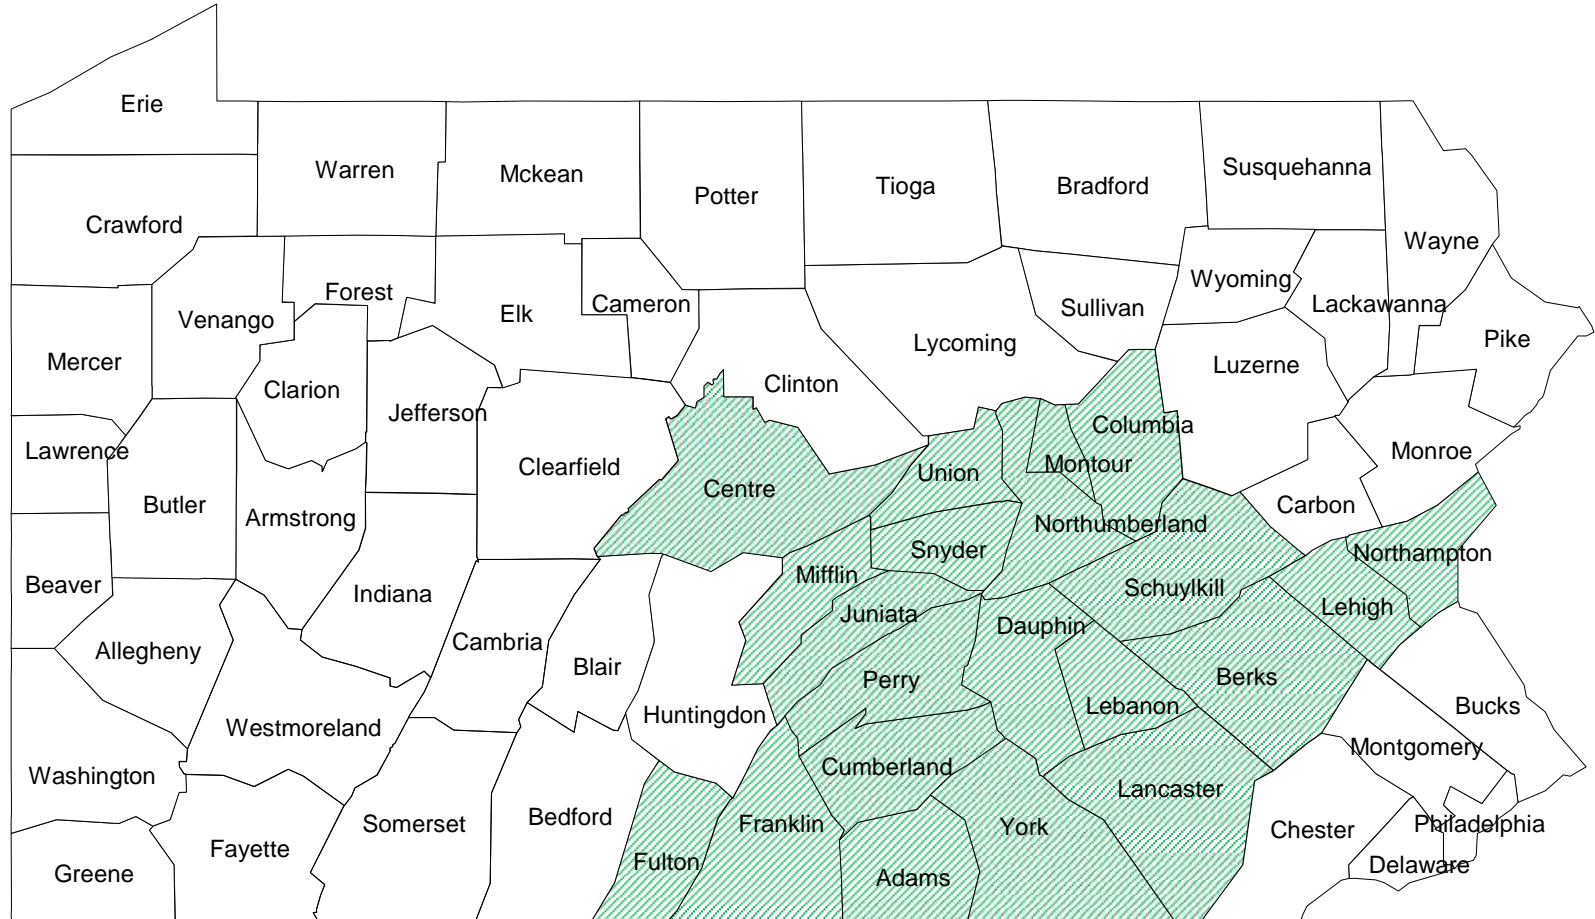 Erie
Warren
Mckean
Potter
Tioga
Bradford
Susquehanna
Crawford
Wayne
Venango
Forest
Elk
Cameron
Sullivan
Wyoming
Lackawanna
Mercer
Clarion
Jefferson
Clinton
Lycoming
Luzerne
Pike
Lawrence
Butler
Armstrong
Clearfield
Centre
Union
Montour
Columbia
Carbon
Monroe
Beaver
Indiana
Mifflin
Snyder
Northumberland
Schuylkill
Northampton
Lehigh
Allegheny
Cambria
Blair
Juniata
Dauphin
Westmoreland
Huntingdon
Perry
Lebanon
Berks
Bucks
Washington
Cumberland
Lancaster
Montgomery
Greene
Fayette
Somerset
Bedford
Fulton
Franklin
Adams
York
Chester
Philadelphia
Delaware